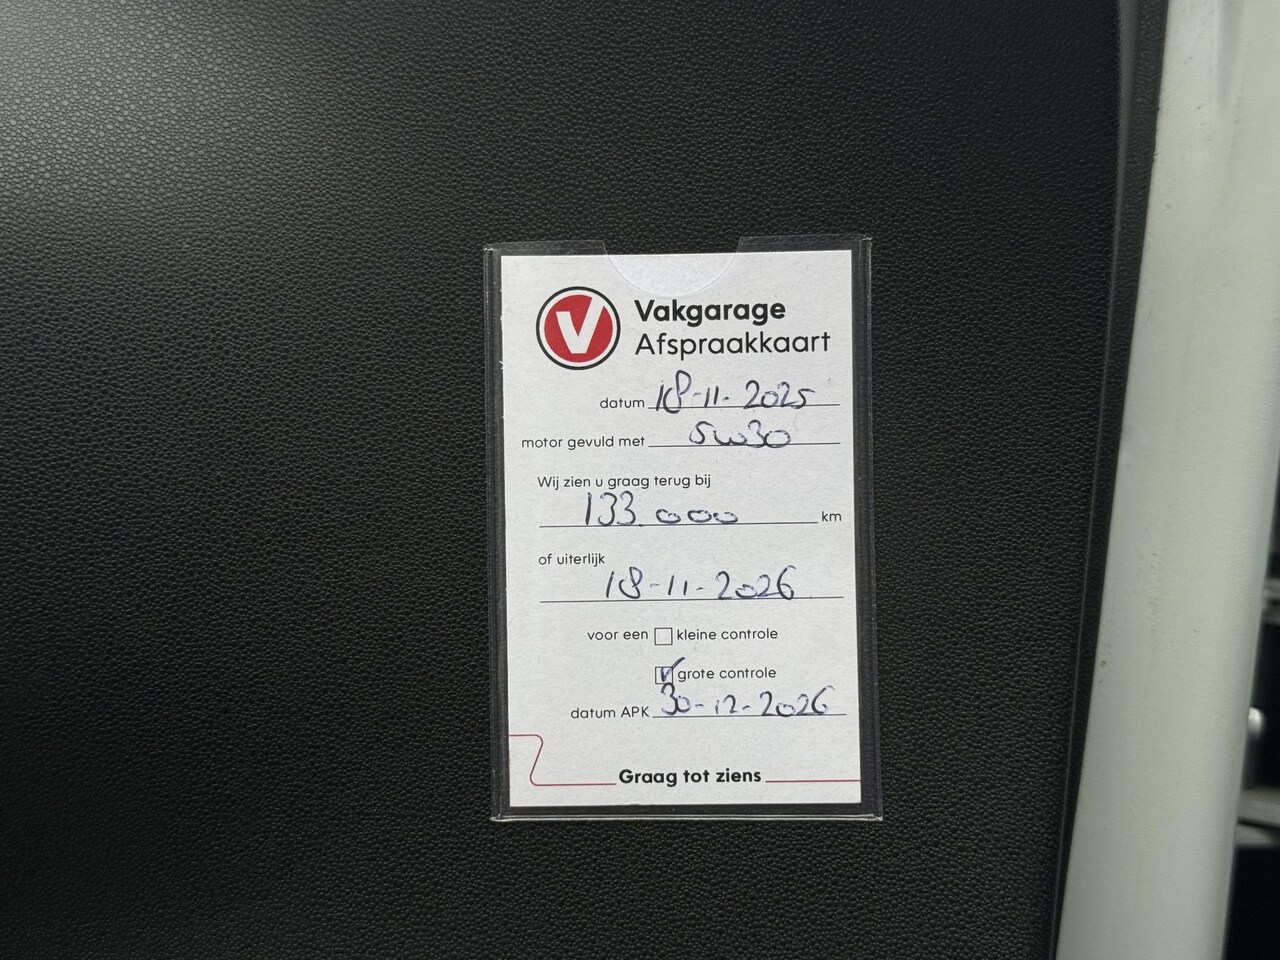 V
Vakgarage
Afspraakkaart
datum 18-11-2025
motor gevuld met 5w30
Wij zien u graag terug bij
133.000 km
of uiterlijk
18-11-2026
voor een kleine controle
grote controle
datum APK 30-12-2026
Graag tot ziens